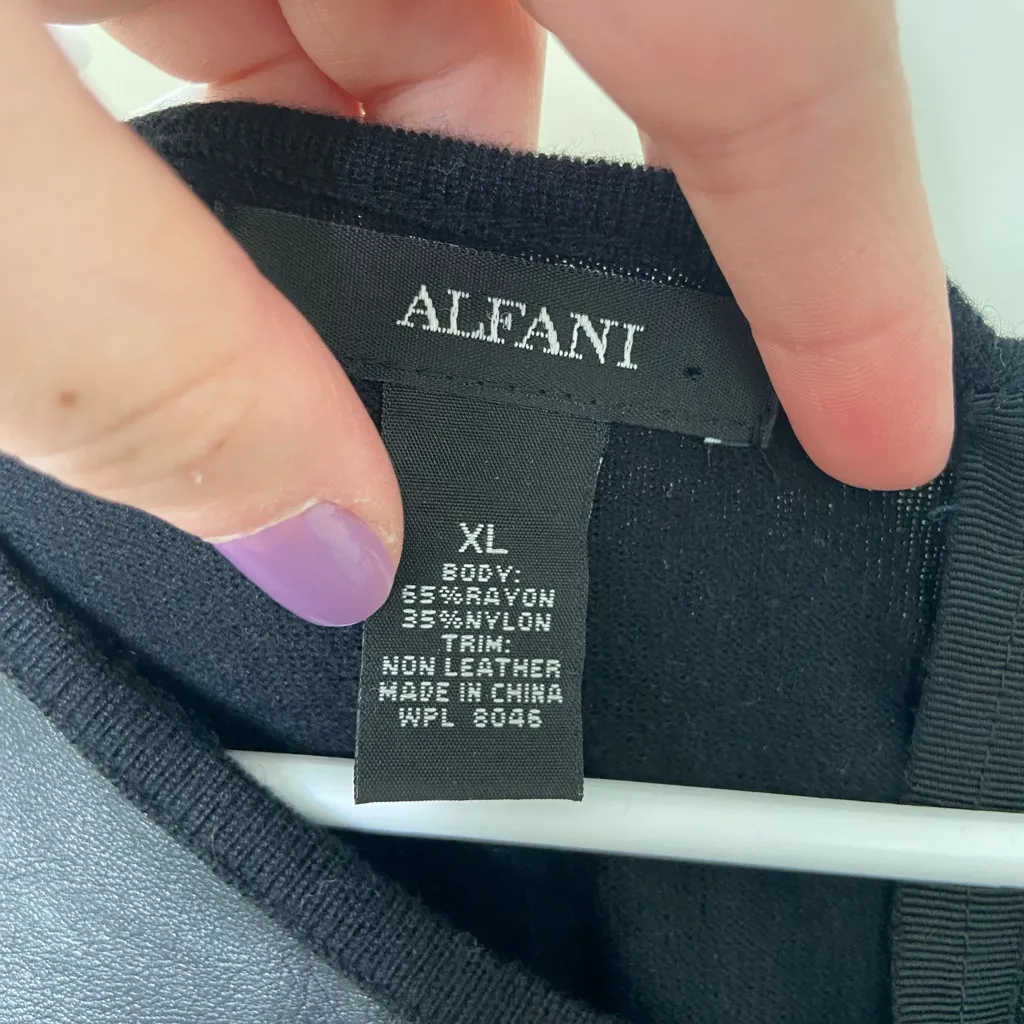 ALFANI
XL
BODY:
65%RAYON
35%NYLON
TRIM:
NON LEATHER
MADE IN CHINA
WPL 8046